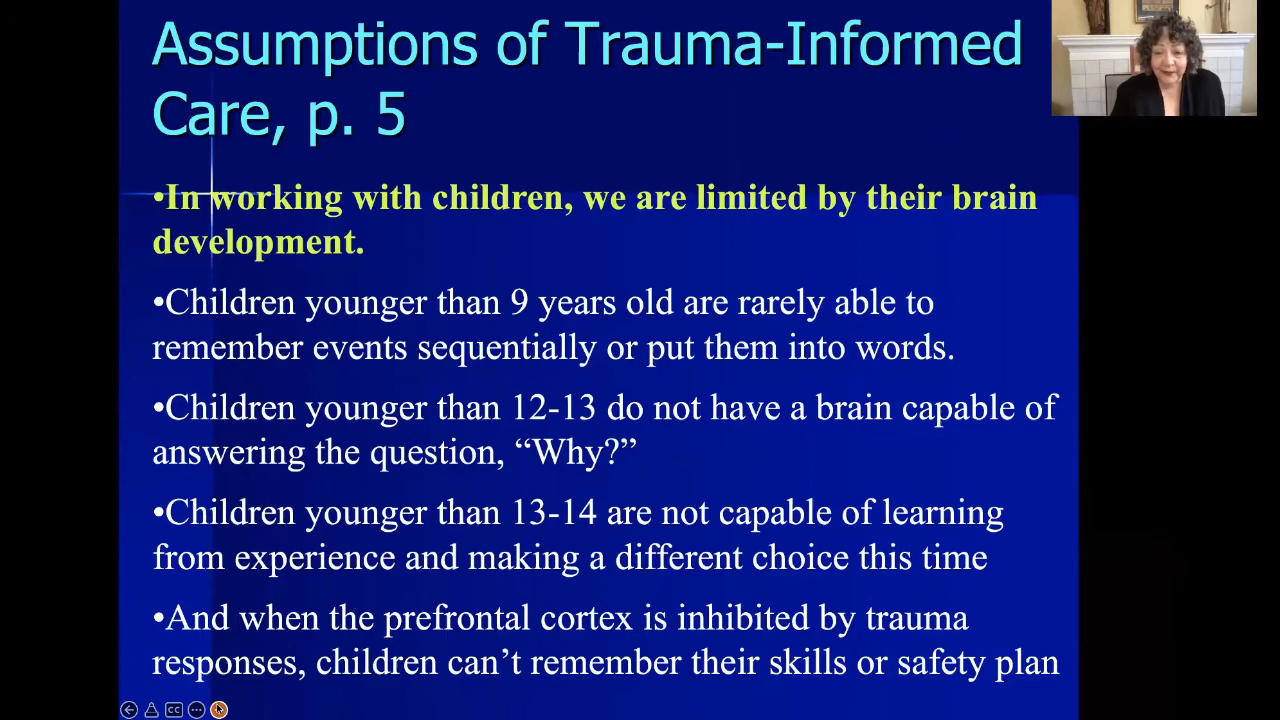 Assumptions of Trauma-Informed
Care, p. 5
•In working with children, we are limited by their brain
development.
•Children younger than 9 years old are rarely able to
remember events sequentially or put them into words.
•Children younger than 12-13 do not have a brain capable of
answering the question, “Why?”
•Children younger than 13-14 are not capable of learning
from experience and making a different choice this time
•And when the prefrontal cortex is inhibited by trauma
responses, children can’t remember their skills or safety plan
CC